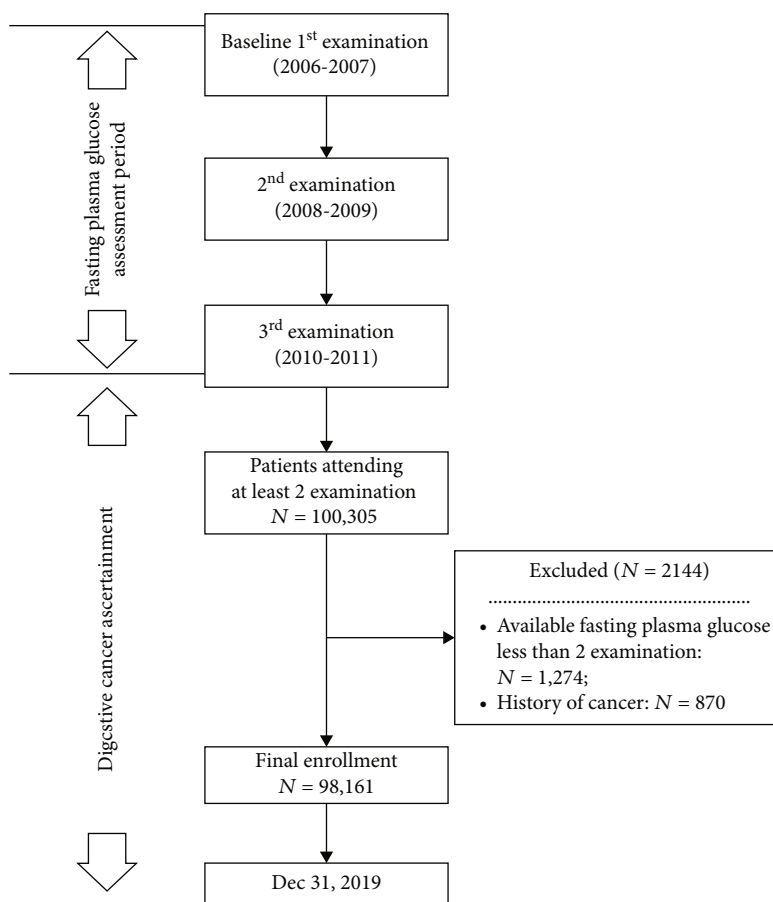 Baseline 1st examination
(2006-2007)
Fasting plasma glucose
assessment period
2nd examination
(2008-2009)
3rd examination
(2010-2011)
Patients attending
at least 2 examination
N = 100,305
Excluded (N = 2144)
• Available fasting plasma glucose
less than 2 examination:
N = 1,274;
• History of cancer: N = 870
Digcstive cancer ascertainment
Final enrollment
N = 98,161
Dec 31, 2019